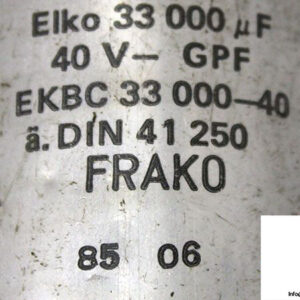 Elko 33 000 µF
40 V– GPF
EKBC 33 000–40
ä. DIN 41 250
FRAKO
85 06